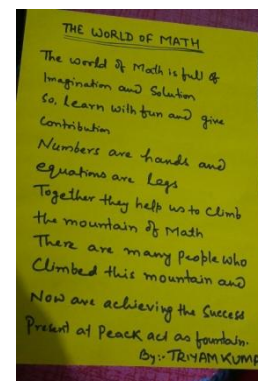 THE WORLD OF MATH
The world of Math is full of
Imagination and Solution
So, Learn with fun and give
Contribution
Numbers are hands and
equations are Legs
Together they help us to Climb
the mountain of Math
There are many People who
Climbed this mountain and
Now are achieving the Success
Present at Peack act as fountain.
By:- TRIYAM KUMA